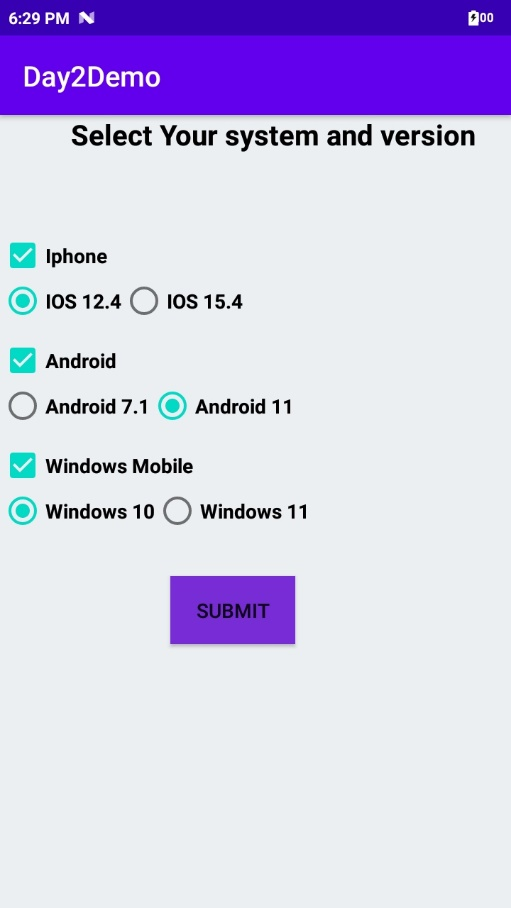 6:29 PM 00
Day2Demo
Select Your system and version
Iphone
IOS 12.4 IOS 15.4
Android
Android 7.1 Android 11
Windows Mobile
Windows 10 Windows 11
SUBMIT